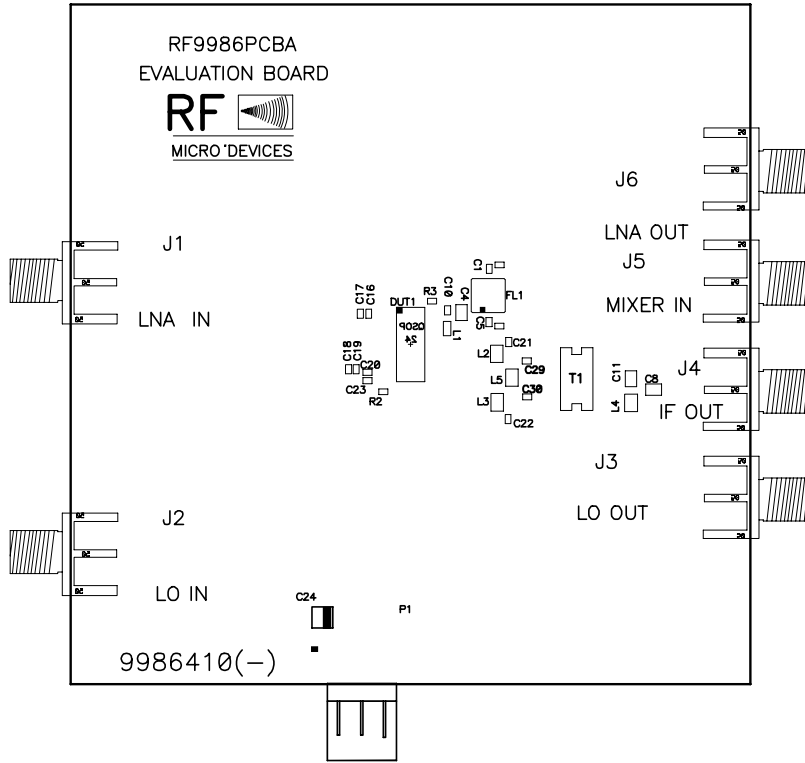 RF9986PCBA
EVALUATION BOARD
RF
MICRO·DEVICES
J1
LNA IN
J6
LNA OUT
J5
MIXER IN
J4
IF OUT
J3
LO OUT
J2
LO IN
C17
C16
DUT1
QSOP
24
R3
C10
C4
L1
C1
FL1
C5
C21
L2
C29
L5
C30
L3
C22
T1
C11
C8
L4
C18
C19
C20
C23
R2
C24
P1
9986410(-)